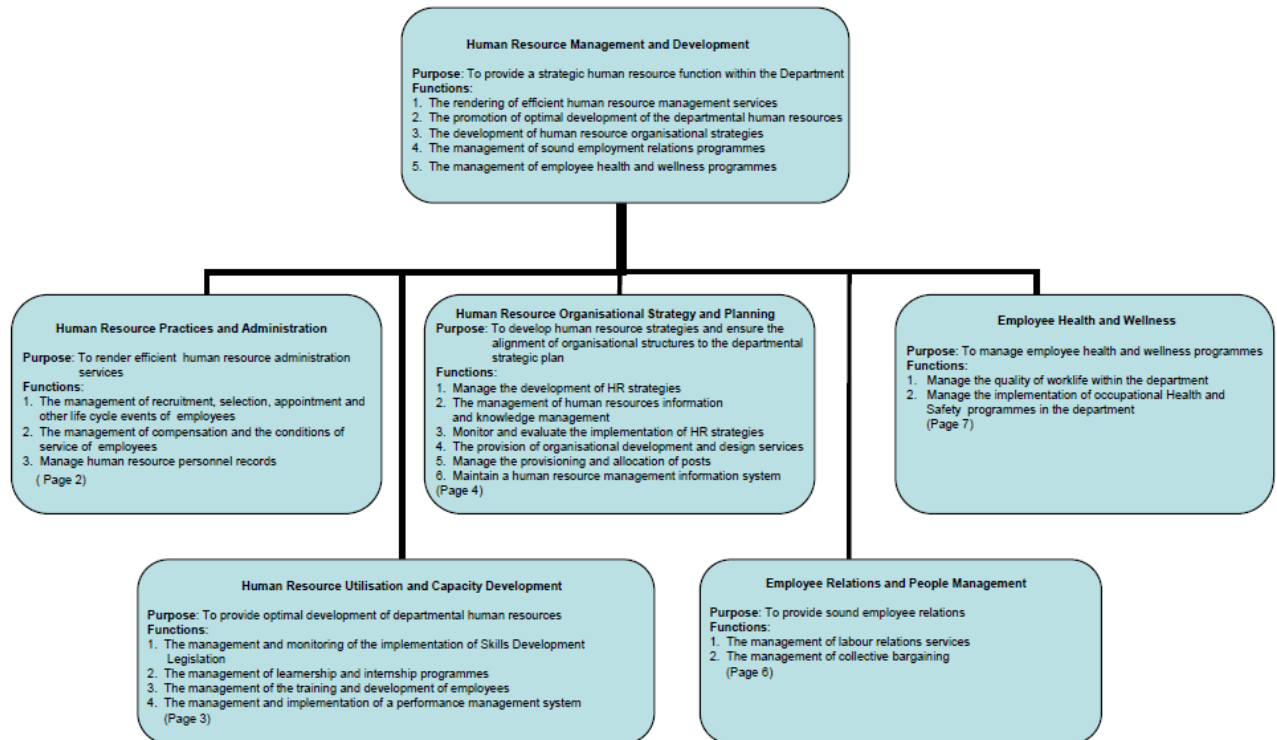 Human Resource Management and Development
Purpose: To provide a strategic human resource function within the Department
Functions:
1. The rendering of efficient human resource management services
2. The promotion of optimal development of the departmental human resources
3. The development of human resource organisational strategies
4. The management of sound employment relations programmes
5. The management of employee health and wellness programmes
Human Resource Practices and Administration
Purpose: To render efficient human resource administration
services
Functions:
1. The management of recruitment, selection, appointment and
other life cycle events of employees
2. The management of compensation and the conditions of
service of employees
3. Manage human resource personnel records
( Page 2)
Human Resource Organisational Strategy and Planning
Purpose: To develop human resource strategies and ensure the
alignment of organisational structures to the departmental
strategic plan
Functions:
1. Manage the development of HR strategies
2. The management of human resources information
and knowledge management
3. Monitor and evaluate the implementation of HR strategies
4. The provision of organisational development and design services
5. Manage the provisioning and allocation of posts
6. Maintain a human resource management information system
(Page 4)
Employee Health and Wellness
Purpose: To manage employee health and wellness programmes
Functions:
1. Manage the quality of worklife within the department
2. Manage the implementation of occupational Health and
Safety programmes in the department
(Page 7)
Human Resource Utilisation and Capacity Development
Purpose: To provide optimal development of departmental human resources
Functions:
1. The management and monitoring of the implementation of Skills Development
Legislation
2. The management of learnership and internship programmes
3. The management of the training and development of employees
4. The management and implementation of a performance management system
(Page 3)
Employee Relations and People Management
Purpose: To provide sound employee relations
Functions:
1. The management of labour relations services
2. The management of collective bargaining
(Page 6)